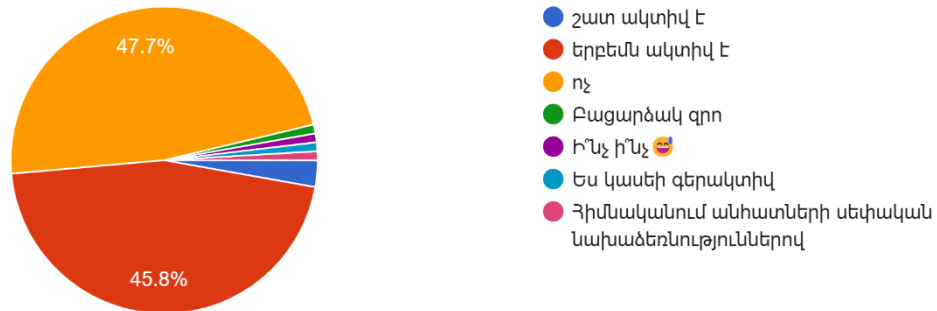 47.7%
45.8%
շատ ակտիվ է
երբեմն ակտիվ է
ոչ
Բացարձակ զրո
Ի՞նչ ի՞նչ 😅
Ես կասեի գերակտիվ
Հիմնականում անհատների սեփական
նախաձեռնություններով